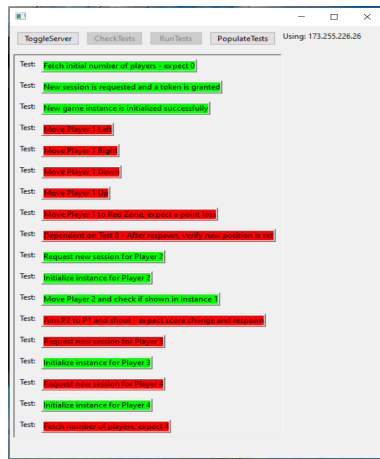 ToggleServer CheckTests RunTests PopulateTests Using: 173.255.226.26
Test: Fetch initial number of players - expect 0
Test: New session is requested and a token is granted
Test: New game instance is initialized successfully
Test: Move Player 1 Left
Test: Move Player 1 Right
Test: Move Player 1 Down
Test: Move Player 1 Up
Test: Move Player 1 to Red Zone, expect a point loss
Test: Dependent on Test 8 - After respawn, verify new position is set
Test: Request new session for Player 2
Test: Initialize instance for Player 2
Test: Move Player 2 and check if shown in Instance 1
Test: Aim P2 to P1 and shoot - expect score change and respawn
Test: Request new session for Player 3
Test: Initialize instance for Player 3
Test: Request new session for Player 4
Test: Initialize instance for Player 4
Test: Fetch number of players, expect 4